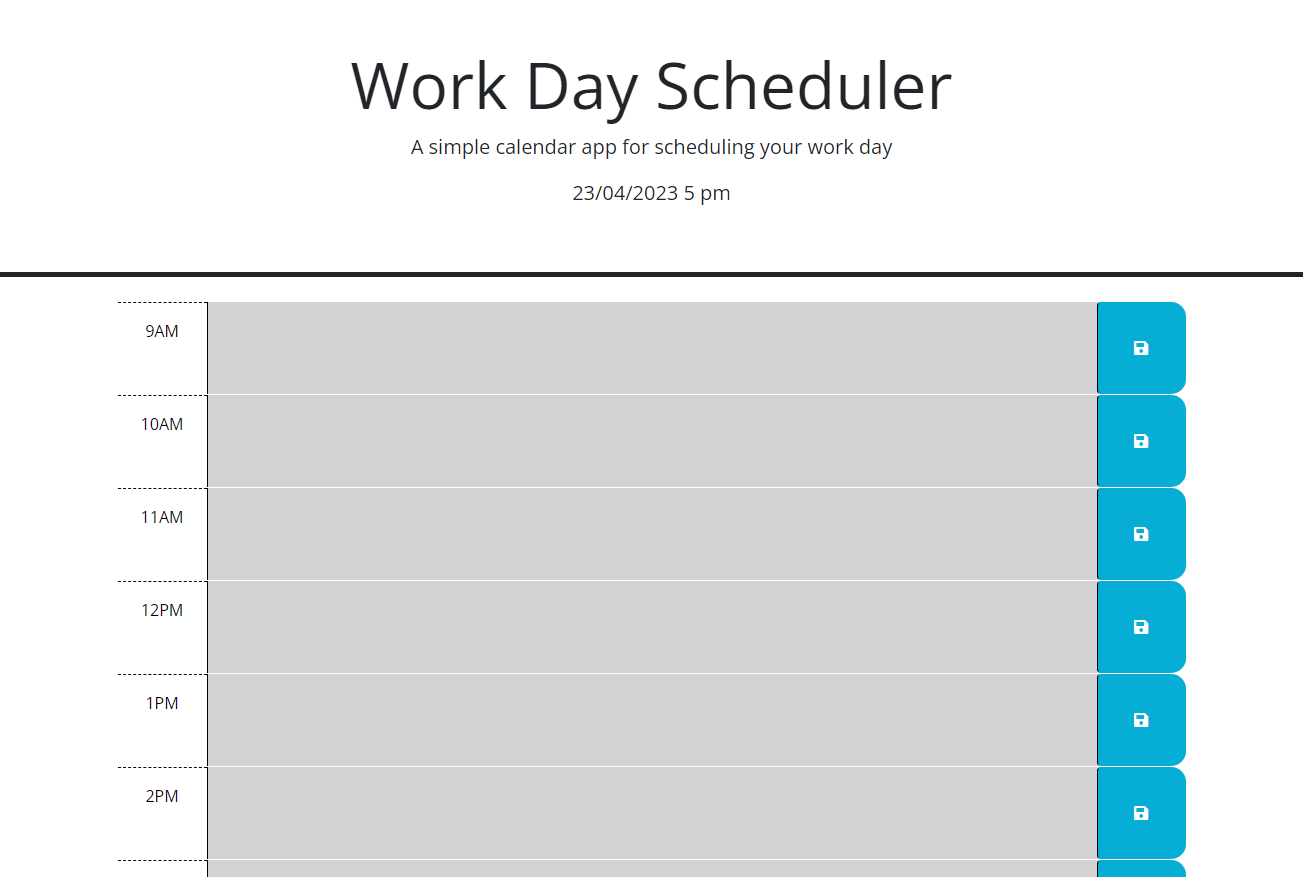 Work Day Scheduler
A simple calendar app for scheduling your work day
23/04/2023 5 pm
9AM
10AM
11AM
12PM
1PM
2PM